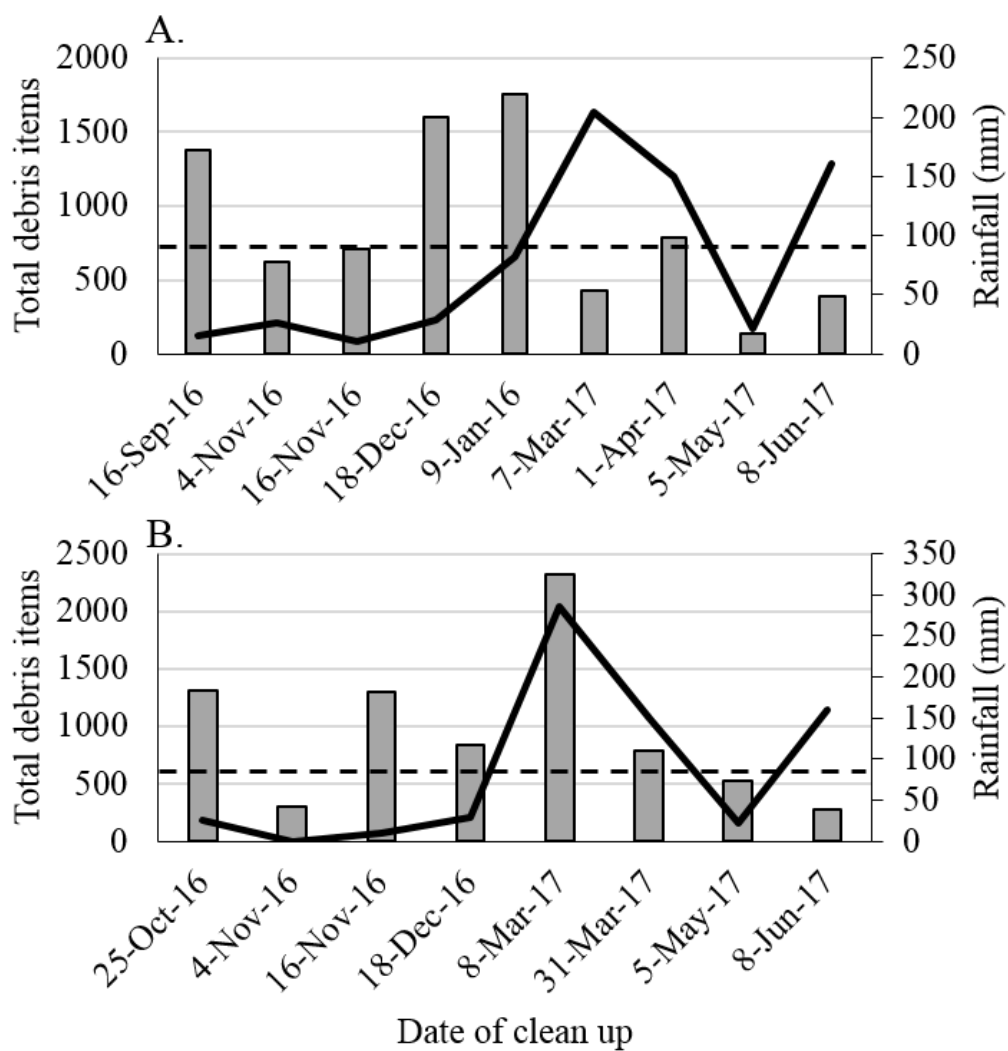 A.
Total debris items
2000
1500
1000
500
0
250
200
150
100
50
0
Rainfall (mm)
16-Sep-16
4-Nov-16
16-Nov-16
18-Dec-16
9-Jan-16
7-Mar-17
1-Apr-17
5-May-17
8-Jun-17
B.
Total debris items
2500
2000
1500
1000
500
0
350
300
250
200
150
100
50
0
Rainfall (mm)
25-Oct-16
4-Nov-16
16-Nov-16
18-Dec-16
8-Mar-17
31-Mar-17
5-May-17
8-Jun-17
Date of clean up